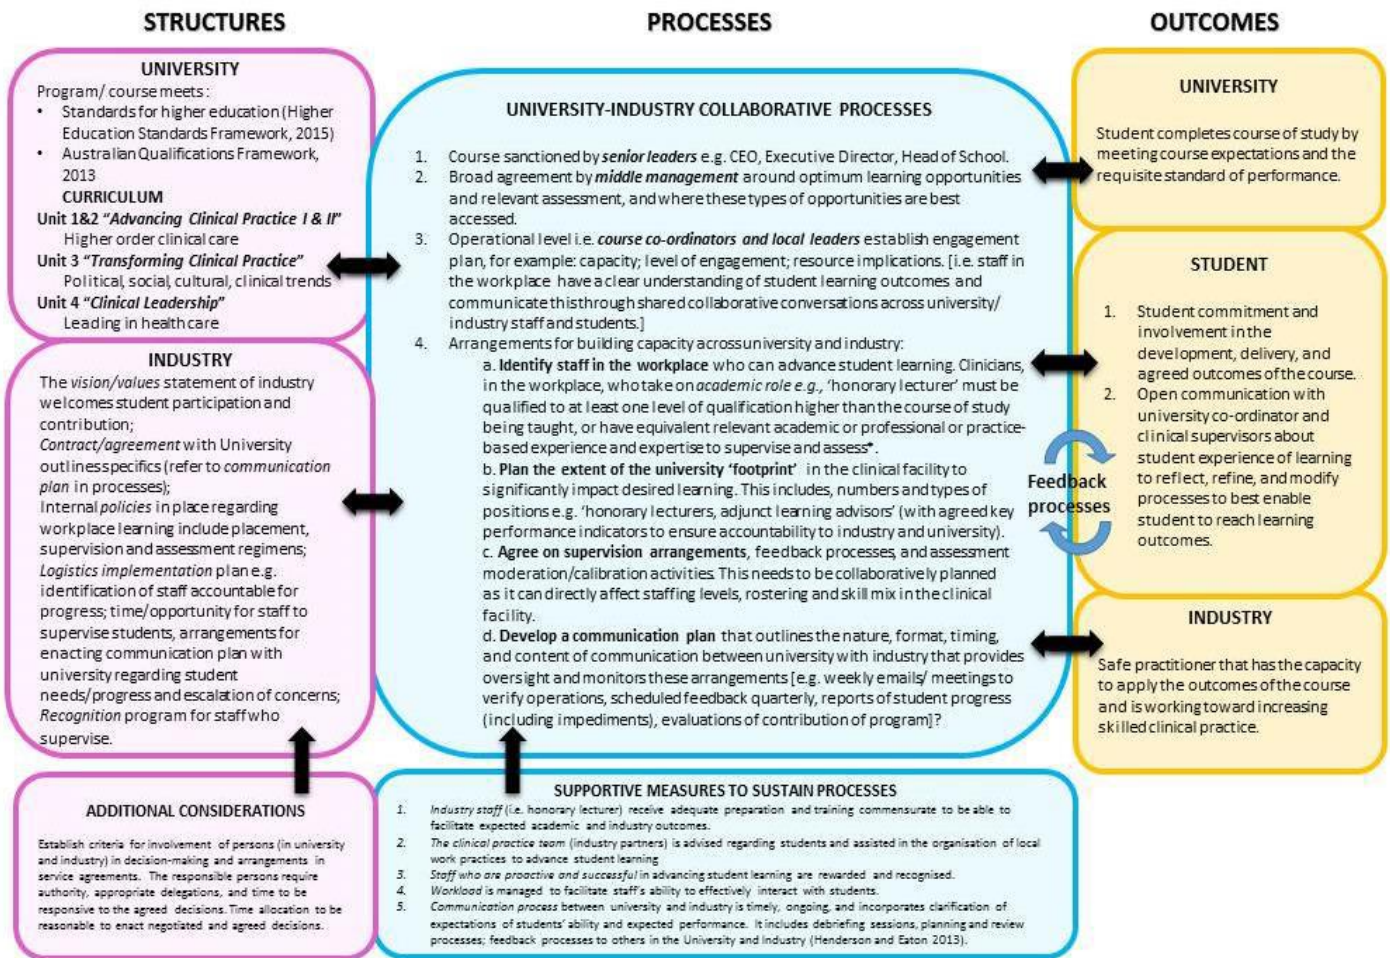 STRUCTURES
PROCESSES
OUTCOMES
UNIVERSITY
Program/ course meets :
• Standards for higher education (Higher
Education Standards Framework, 2015)
• Australian Qualifications Framework,
2013
CURRICULUM
Unit 1&2 “Advancing Clinical Practice I & II”
Higher order clinical care
Unit 3 “Transforming Clinical Practice”
Political, social, cultural, clinical trends
Unit 4 “Clinical Leadership”
Leading in health care
INDUSTRY
The vision/values statement of industry
welcomes student participation and
contribution;
Contract/agreement with University
outlines specifics (refer to communication
plan in processes);
Internal policies in place regarding
workplace learning include placement,
supervision and assessment regimens;
Logistics implementation plan e.g.
identification of staff accountable for
progress; time/opportunity for staff to
supervise students, arrangements for
enacting communication plan with
university regarding student
needs/progress and escalation of concerns;
Recognition program for staff who
supervise.
ADDITIONAL CONSIDERATIONS
Establish criteria for involvement of persons (in university
and industry) in decision-making and arrangements in
service agreements. The responsible persons require
authority, appropriate delegations, and time to be
responsive to the agreed decisions. Time allocation to be
reasonable to enact negotiated and agreed decisions.
UNIVERSITY-INDUSTRY COLLABORATIVE PROCESSES
1. Course sanctioned by senior leaders e.g. CEO, Executive Director, Head of School.
2. Broad agreement by middle management around optimum learning opportunities
and relevant assessment, and where these types of opportunities are best
accessed.
3. Operational level i.e. course co-ordinators and local leaders establish engagement
plan, for example: capacity; level of engagement; resource implications. [i.e. staff in
the workplace have a clear understanding of student learning outcomes and
communicate thisthrough shared collaborative conversations across university/
industry staff and students.]
4. Arrangements for building capacity across university and industry:
a. Identify staff in the workplace who can advance student learning. Clinicians,
in the workplace, who take on academic role e.g., ‘honorary lecturer’ must be
qualified to at least one level of qualification higher than the course of study
being taught, or have equivalent relevant academic or professional or practice-
based experience and expertise to supervise and assess*.
b. Plan the extent of the university ‘footprint’ in the clinical facility to
significantly impact desired learning. This includes, numbers and types of
positions e.g. ‘honorary lecturers, adjunct learning advisors’ (with agreed key
performance indicators to ensure accountability to industry and university).
c. Agree on supervision arrangements, feedback processes, and assessment
moderation/calibration activities. This needs to be collaboratively planned
as it can directly affect staffing levels, rostering and skill mix in the clinical
facility.
d. Develop a communication plan that outlines the nature, format, timing,
and content of communication between university with industry that provides
oversight and monitors these arrangements [e.g. weekly emails/ meetings to
verify operations, scheduled feedback quarterly, reports of student progress
(including impediments), evaluations of contribution of program]?
SUPPORTIVE MEASURES TO SUSTAIN PROCESSES
1. Industry staff (i.e. honorary lecturer) receive adequate preparation and training commensurate to be able to
facilitate expected academic and industry outcomes.
2. The clinical practice team (industry partners) is advised regarding students and assisted in the organisation of local
work practices to advance student learning
3. Staff who are proactive and successful in advancing student learning are rewarded and recognised.
4. Workload is managed to facilitate staff's ability to effectively interact with students.
5. Communication process between university and industry is timely, ongoing, and incorporates clarification of
expectations of students' ability and expected performance. It includes debriefing sessions, planning and review
processes; feedback processes to others in the University and Industry (Henderson and Eaton 2013).
Feedback
processes
UNIVERSITY
Student completes course of study by
meeting course expectations and the
requisite standard of performance.
STUDENT
1. Student commitment and
involvement in the
development, delivery, and
agreed outcomes of the course.
2. Open communication with
university co-ordinator and
clinical supervisors about
student experience of learning
to reflect, refine, and modify
processes to best enable
student to reach learning
outcomes.
INDUSTRY
Safe practitioner that has the capacity
to apply the outcomes of the course
and is working toward increasing
skilled clinical practice.